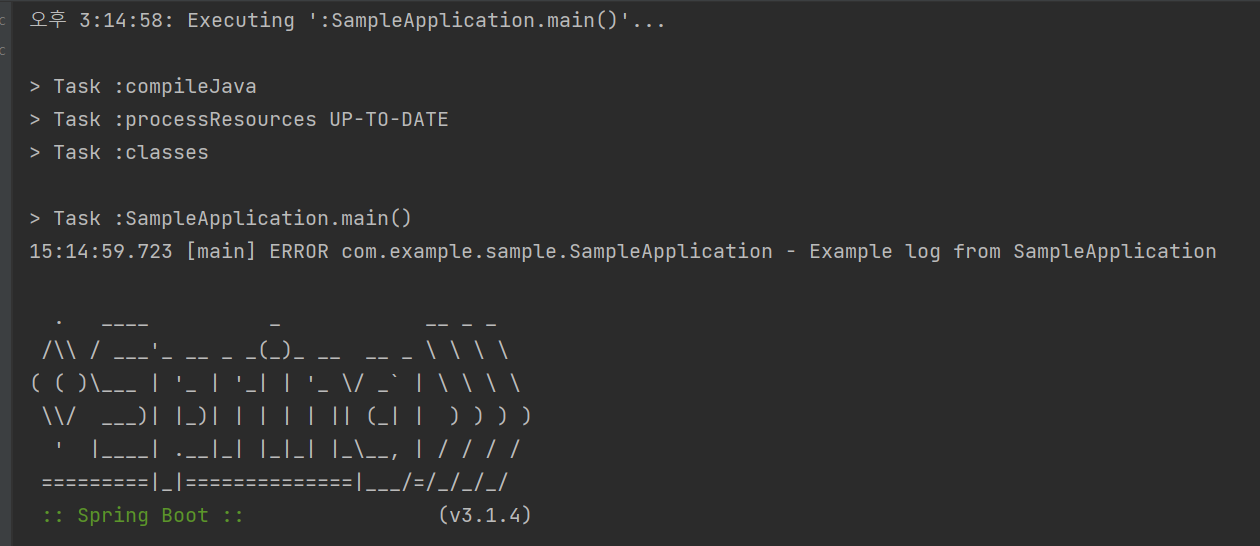 오후 3:14:58: Executing ':SampleApplication.main()'...
> Task :compileJava
> Task :processResources UP-TO-DATE
> Task :classes
> Task :SampleApplication.main()
15:14:59.723 [main] ERROR com.example.sample.SampleApplication - Example log from SampleApplication
  .   ____          _            __ _ _
 /\\ / ___'_ __ _ _(_)_ __  __ _ \ \ \ \
( ( )\___ | '_ | '_| | '_ \/ _` | \ \ \ \
 \\/  ___)| |_)| | | | | || (_| |  ) ) ) )
  '  |____| .__|_| |_|_| |_\__, | / / / /
 =========|_|==============|___/=/_/_/_/
 :: Spring Boot ::                (v3.1.4)